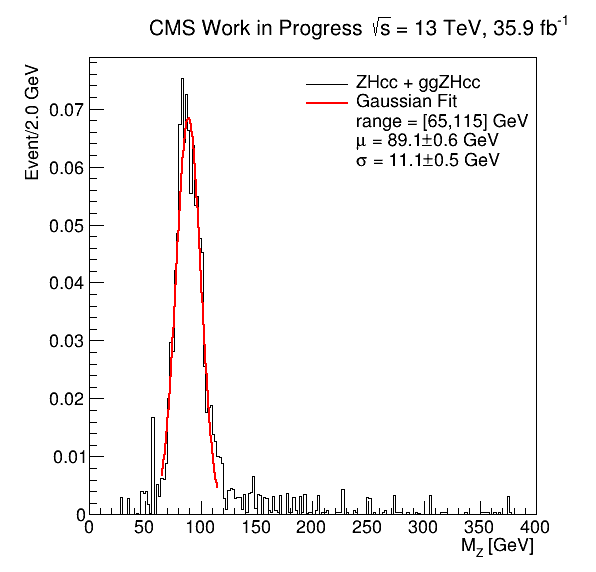 CMS Work in Progress √s = 13 TeV, 35.9 fb⁻¹
Event/2.0 GeV
ZHcc + ggZHcc
Gaussian Fit
range = [65,115] GeV
μ = 89.1±0.6 GeV
σ = 11.1±0.5 GeV
0.07
0.06
0.05
0.04
0.03
0.02
0.01
0
0 50 100 150 200 250 300 350 400
M_Z [GeV]